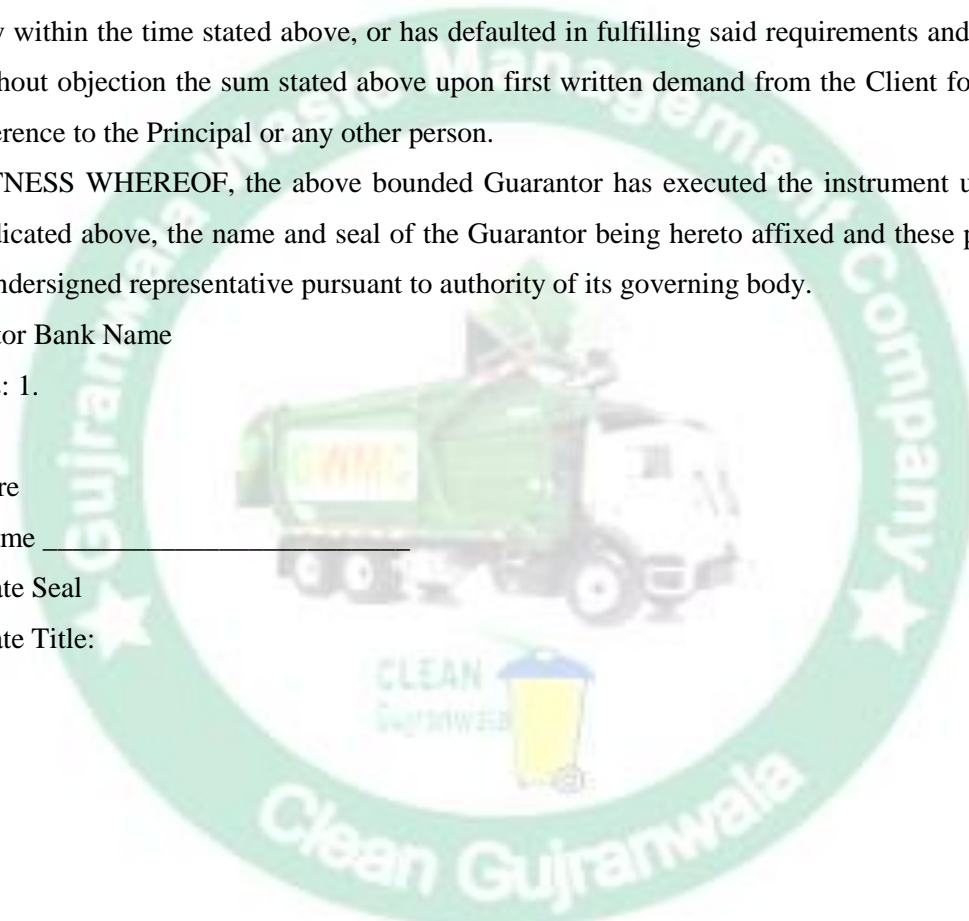 within the time stated above, or has defaulted in fulfilling said requirements and
hout objection the sum stated above upon first written demand from the Client fo
erence to the Principal or any other person.
TNESS WHEREOF, the above bounded Guarantor has executed the instrument u
dicated above, the name and seal of the Guarantor being hereto affixed and these p
ndersigned representative pursuant to authority of its governing body.
tor Bank Name
: 1.
re
me _________________________
te Seal
te Title:
Gujranwala Waste Management Company
GWMC
CLEAN
Gujranwala
Clean Gujranwala